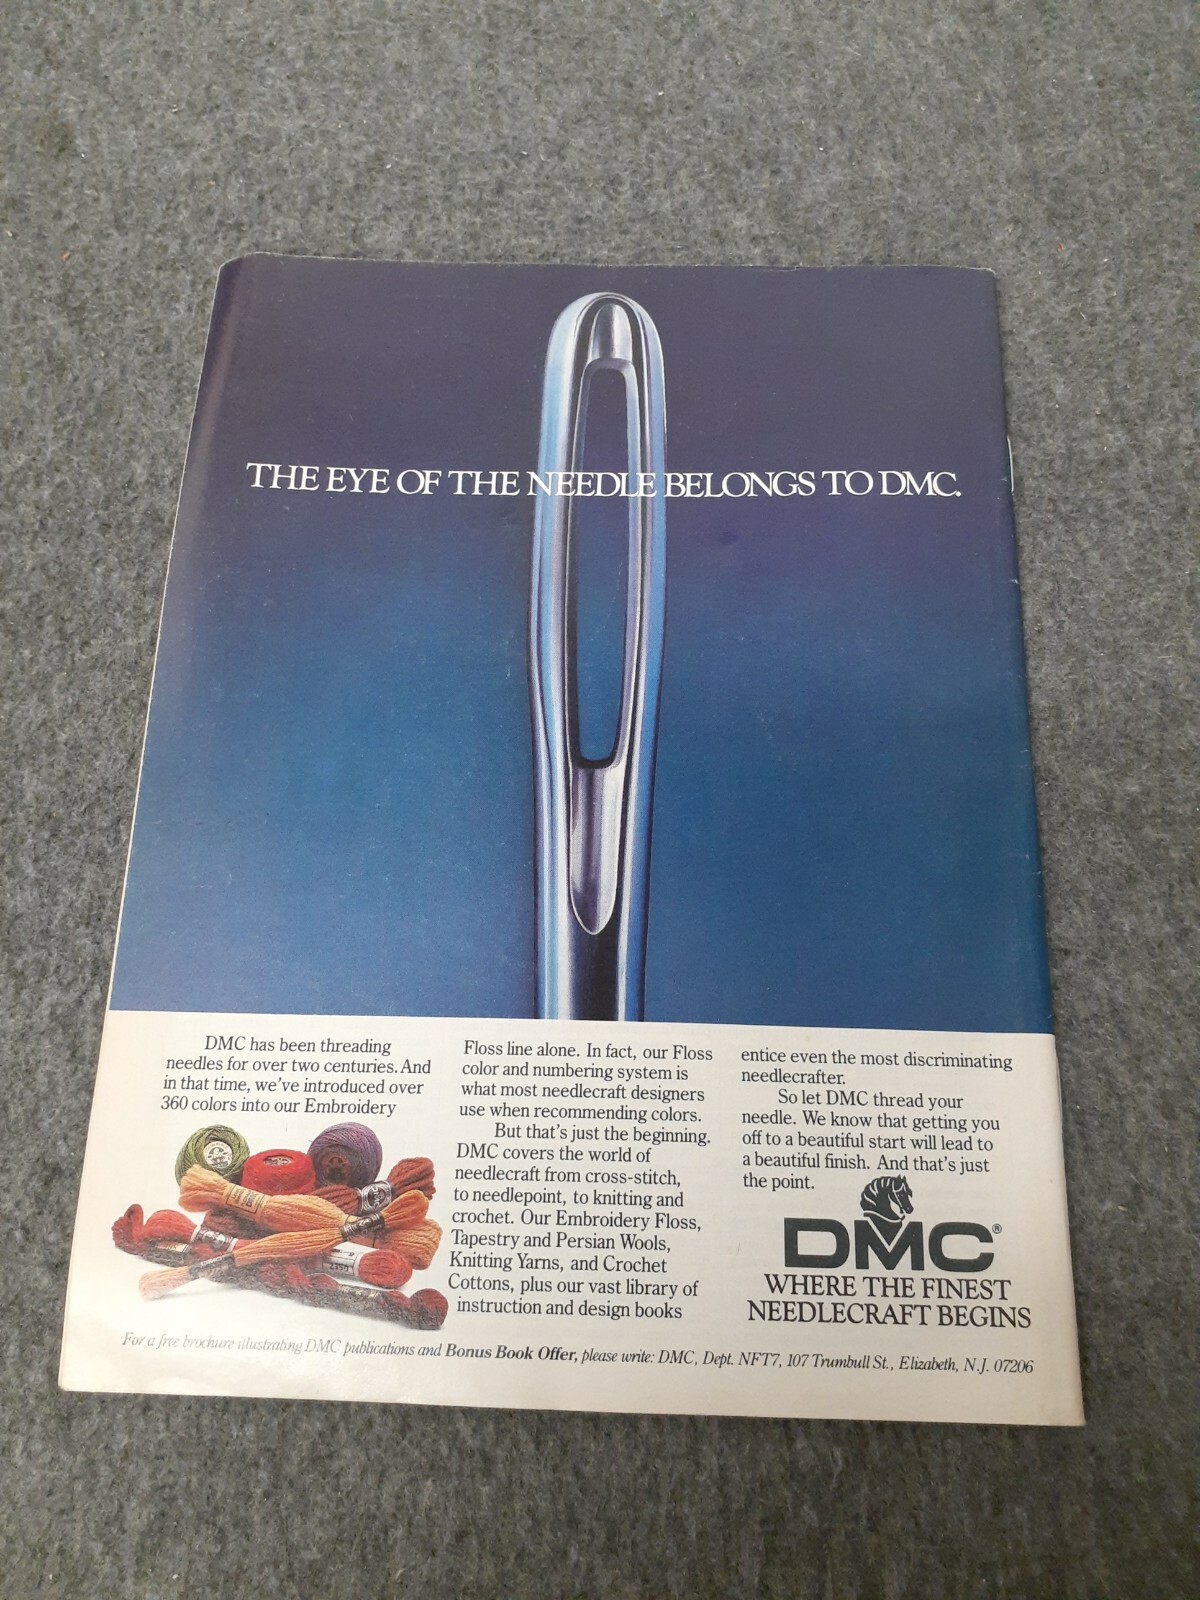 THE EYE OF THE NEEDLE BELONGS TO DMC.
DMC has been threading
needles for over two centuries. And
in that time, we've introduced over
360 colors into our Embroidery
Floss line alone. In fact, our Floss
color and numbering system is
what most needlecraft designers
use when recommending colors.
But that's just the beginning.
DMC covers the world of
needlecraft from cross-stitch,
to needlepoint, to knitting and
crochet. Our Embroidery Floss,
Tapestry and Persian Wools,
Knitting Yarns, and Crochet
Cottons, plus our vast library of
instruction and design books
entice even the most discriminating
needlecrafter.
So let DMC thread your
needle. We know that getting you
off to a beautiful start will lead to
a beautiful finish. And that's just
the point.
DMC®
WHERE THE FINEST
NEEDLECRAFT BEGINS
For a free brochure illustrating DMC publications and Bonus Book Offer, please write: DMC, Dept. NFT7, 107 Trumbull St., Elizabeth, N.J. 07206